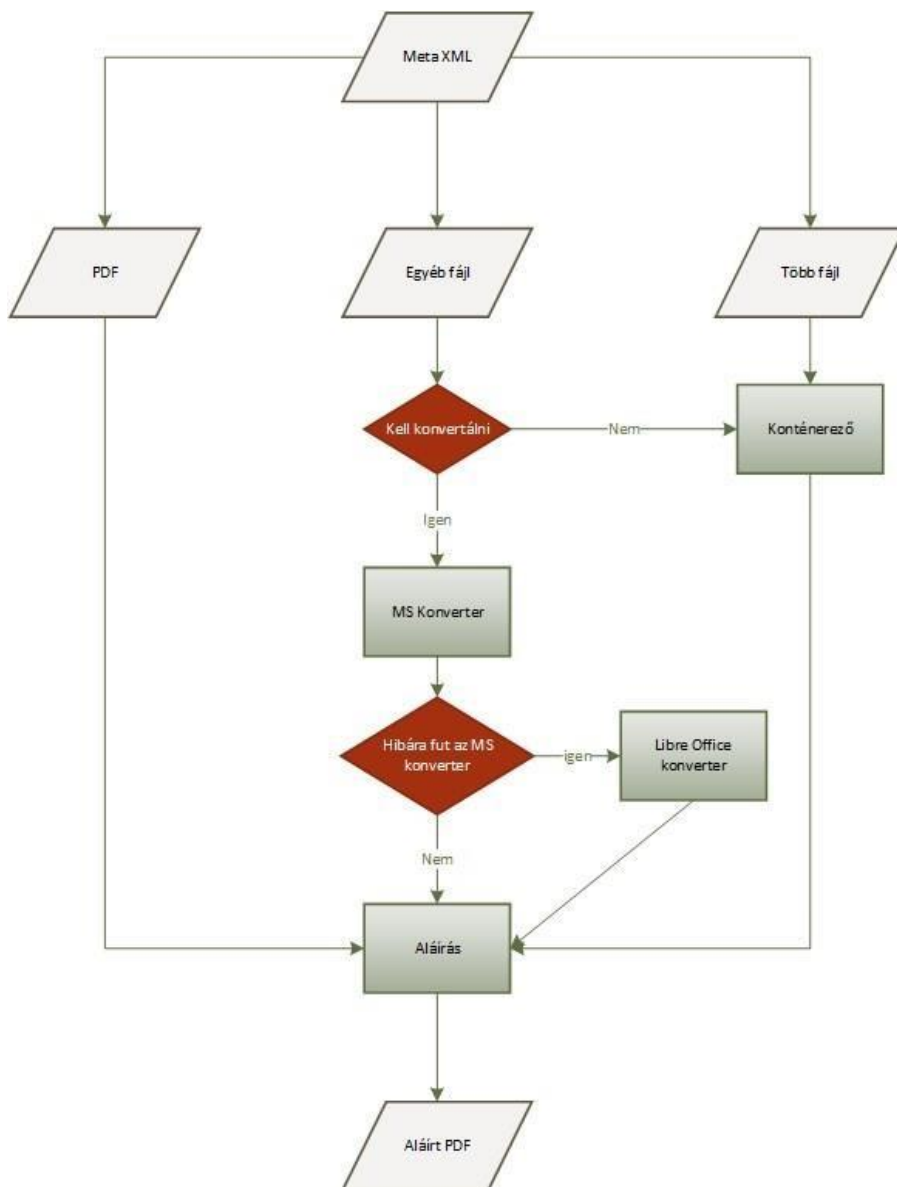 Meta XML
PDF
Egyéb fájl
Több fájl
Kell konvertálni
Nem
Konténerező
Igen
MS Konverter
Hibára fut az MS
konverter
igen
Libre Office
konverter
Nem
Aláírás
Aláírt PDF